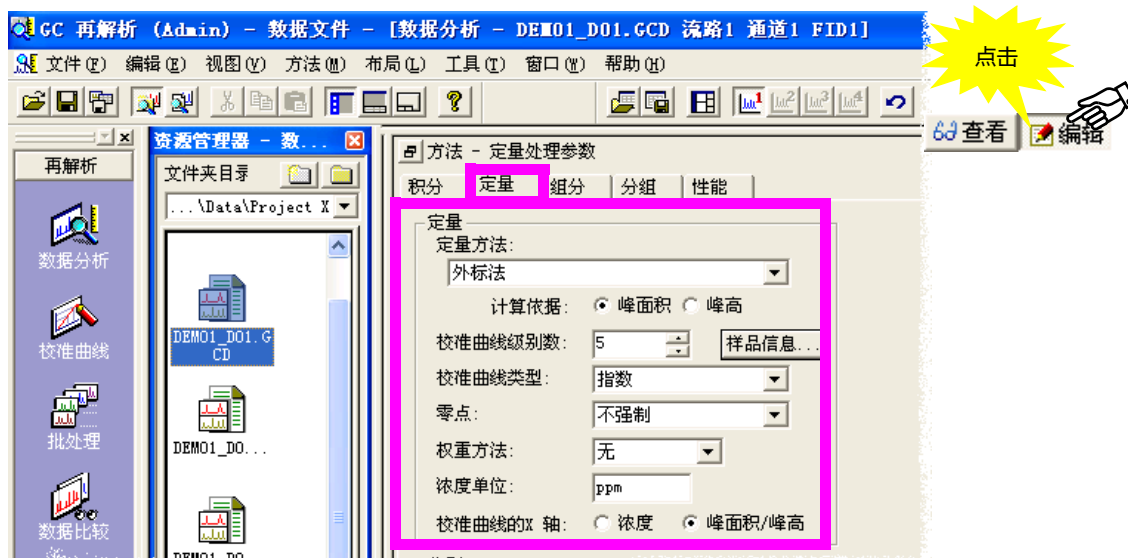 GC 再解析 (Admin) - 数据文件 - [数据分析 - DEMO1_D01.GCD 流路1 通道1 FID1]
文件(F) 编辑(E) 视图(V) 方法(M) 布局(L) 工具(T) 窗口(W) 帮助(H)
点击
查看 编辑
再解析
数据分析
校准曲线
批处理
数据比较
资源管理器 - 数...
文件夹目录
...\Data\Project X
DEMO1_D01.G
CD
DEMO1_D0...
方法 - 定量处理参数
积分 定量 组分 分组 性能
定量
定量方法:
外标法
计算依据: 峰面积 峰高
校准曲线级别数: 5 样品信息...
校准曲线类型: 指数
零点: 不强制
权重方法: 无
浓度单位: ppm
校准曲线的X 轴: 浓度 峰面积/峰高